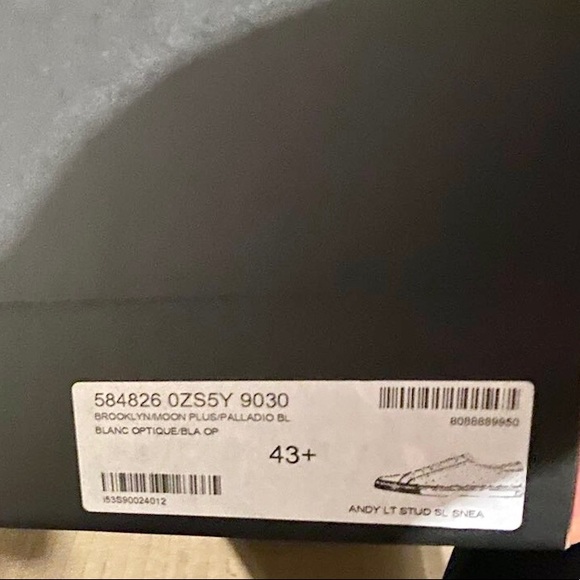 584826 0ZS5Y 9030
BROOKLYN/MOON PLUS/PALLADIO BL
BLANC OPTIQUE/BLA OP
8088889950
43+
I53S90024012
ANDY LT STUD SL SNEA